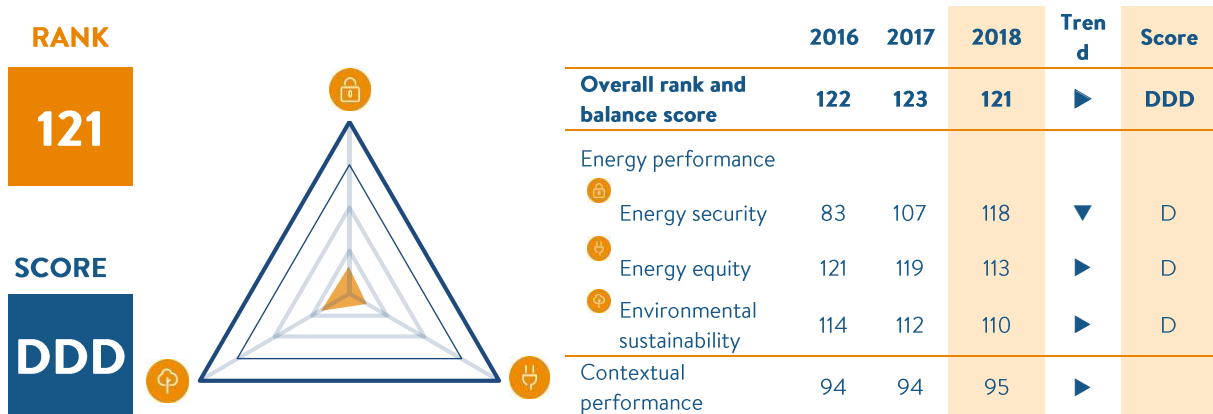 RANK
121
SCORE
DDD
2016 2017 2018 Tren
d Score
Overall rank and
balance score 122 123 121 DDD
Energy performance
Energy security 83 107 118 D
Energy equity 121 119 113 D
Environmental
sustainability 114 112 110 D
Contextual
performance 94 94 95